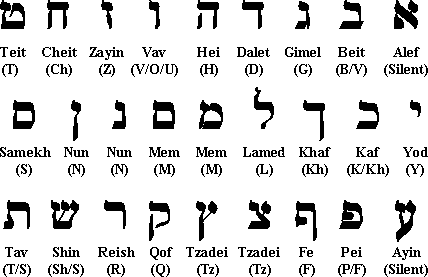 א ב ג ד ה ו ז ח ט
Teit Cheit Zayin Vav Hei Dalet Gimel Beit Alef
(T) (Ch) (Z) (V/O/U) (H) (D) (G) (B/V) (Silent)
י כ ך ל מ ם נ ן ס
Samekh Nun Nun Mem Mem Lamed Khaf Kaf Yod
(S) (N) (N) (M) (M) (L) (Kh) (K/Kh) (Y)
ע פ ף צ ץ ק ר ש ת
Tav Shin Reish Qof Tzadei Tzadei Fe Pei Ayin
(T/S) (Sh/S) (R) (Q) (Tz) (Tz) (F) (P/F) (Silent)